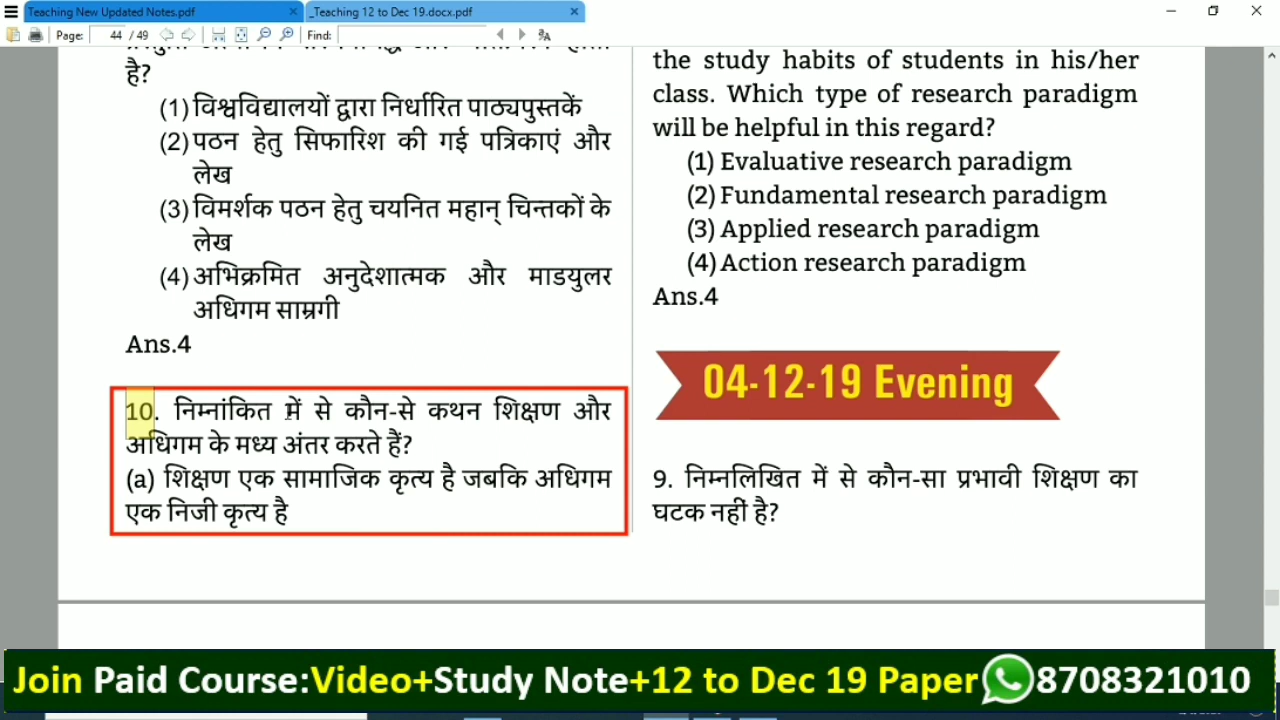 Teaching New Updated Notes.pdf
_Teaching 12 to Dec 19.docx.pdf
Page: 44 / 49 Find:
है?
(1) विश्वविद्यालयों द्वारा निर्धारित पाठ्यपुस्तकें
(2) पठन हेतु सिफारिश की गई पत्रिकाएं और
लेख
(3) विमर्शक पठन हेतु चयनित महान् चिन्तकों के
लेख
(4) अभिक्रमित अनुदेशात्मक और माडयुलर
अधिगम साम्रगी
Ans.4
10. निम्नांकित में से कौन-से कथन शिक्षण और
अधिगम के मध्य अंतर करते हैं?
(a) शिक्षण एक सामाजिक कृत्य है जबकि अधिगम
एक निजी कृत्य है
the study habits of students in his/her
class. Which type of research paradigm
will be helpful in this regard?
(1) Evaluative research paradigm
(2) Fundamental research paradigm
(3) Applied research paradigm
(4) Action research paradigm
Ans.4
04-12-19 Evening
9. निम्नलिखित में से कौन-सा प्रभावी शिक्षण का
घटक नहीं है?
Join Paid Course:Video+Study Note+12 to Dec 19 Paper 8708321010